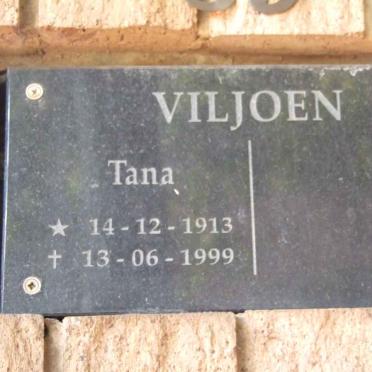 VILJOEN
Tana
★ 14 - 12 - 1913
✝ 13 - 06 - 1999